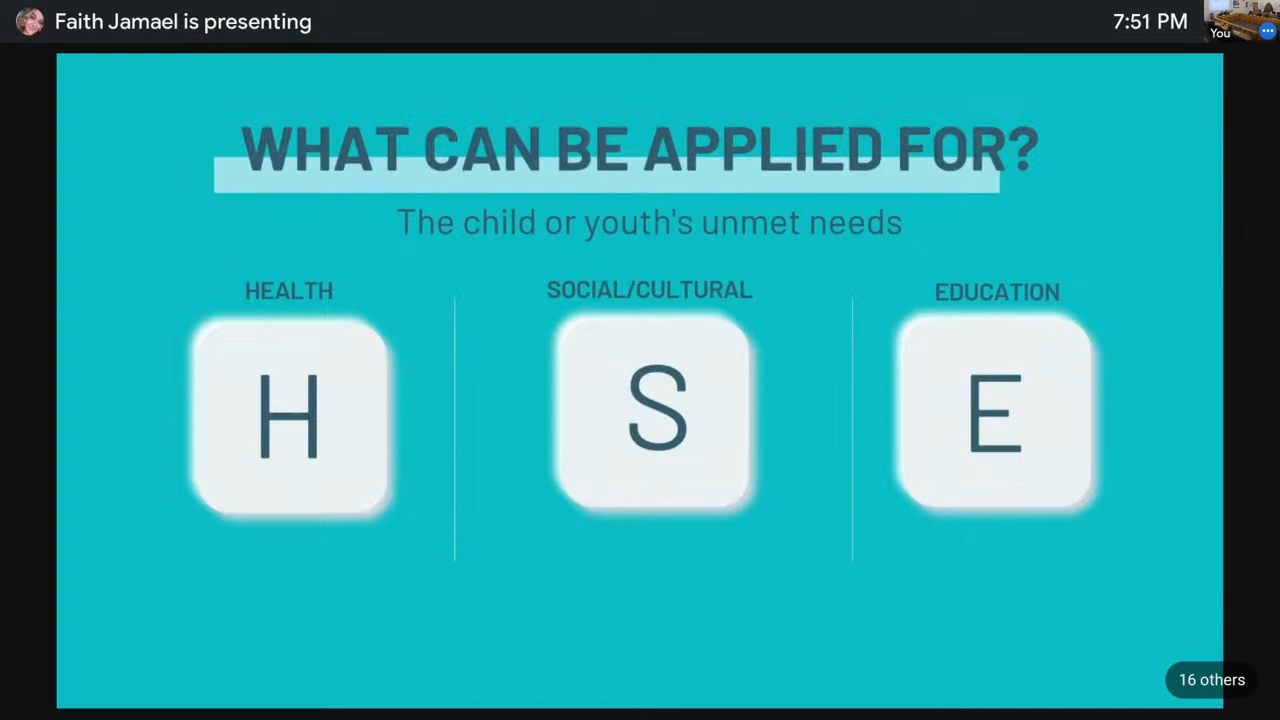 Faith Jamael is presenting
7:51 PM
You
WHAT CAN BE APPLIED FOR?
The child or youth's unmet needs
HEALTH
SOCIAL/CULTURAL
EDUCATION
H
S
E
16 others